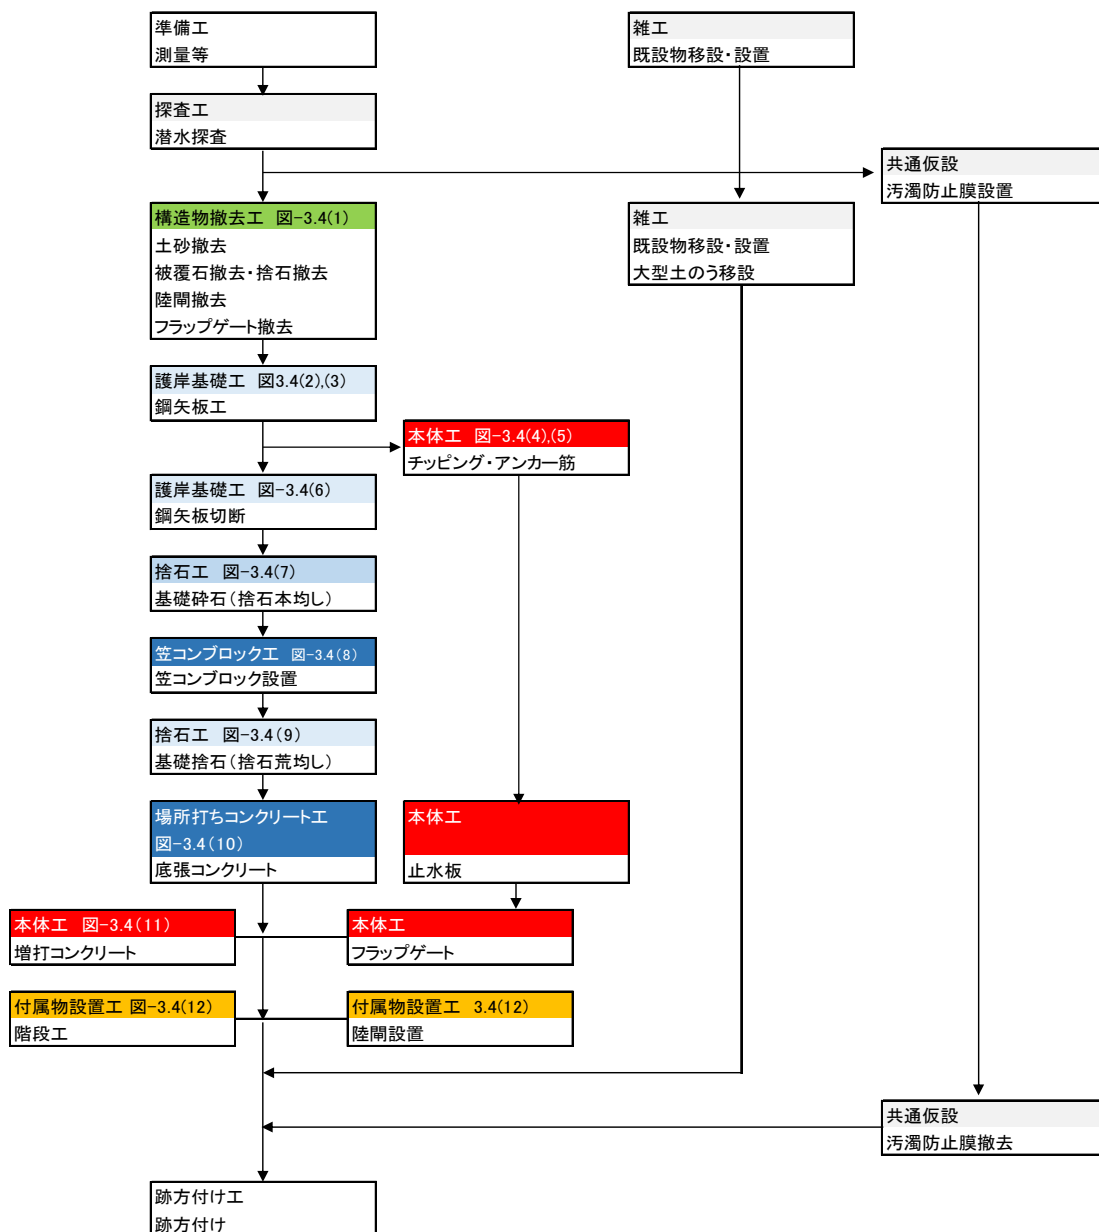 準備工
測量等
雑工
既設物移設・設置
探査工
潜水探査
共通仮設
汚濁防止膜設置
構造物撤去工　図-3.4(1)
土砂撤去
被覆石撤去・捨石撤去
陸閘撤去
フラップゲート撤去
雑工
既設物移設・設置
大型土のう移設
護岸基礎工　図3.4(2),(3)
鋼矢板工
本体工　図-3.4(4),(5)
チッピング・アンカー筋
護岸基礎工　図-3.4(6)
鋼矢板切断
捨石工　図-3.4(7)
基礎砕石(捨石本均し)
笠コンブロック工　図-3.4(8)
笠コンブロック設置
捨石工　図-3.4(9)
基礎捨石(捨石荒均し)
場所打ちコンクリート工
図-3.4(10)
底張コンクリート
本体工
止水板
本体工　図-3.4(11)
増打コンクリート
本体工
フラップゲート
付属物設置工 図-3.4(12)
階段工
付属物設置工　3.4(12)
陸閘設置
共通仮設
汚濁防止膜撤去
跡方付け工
跡方付け